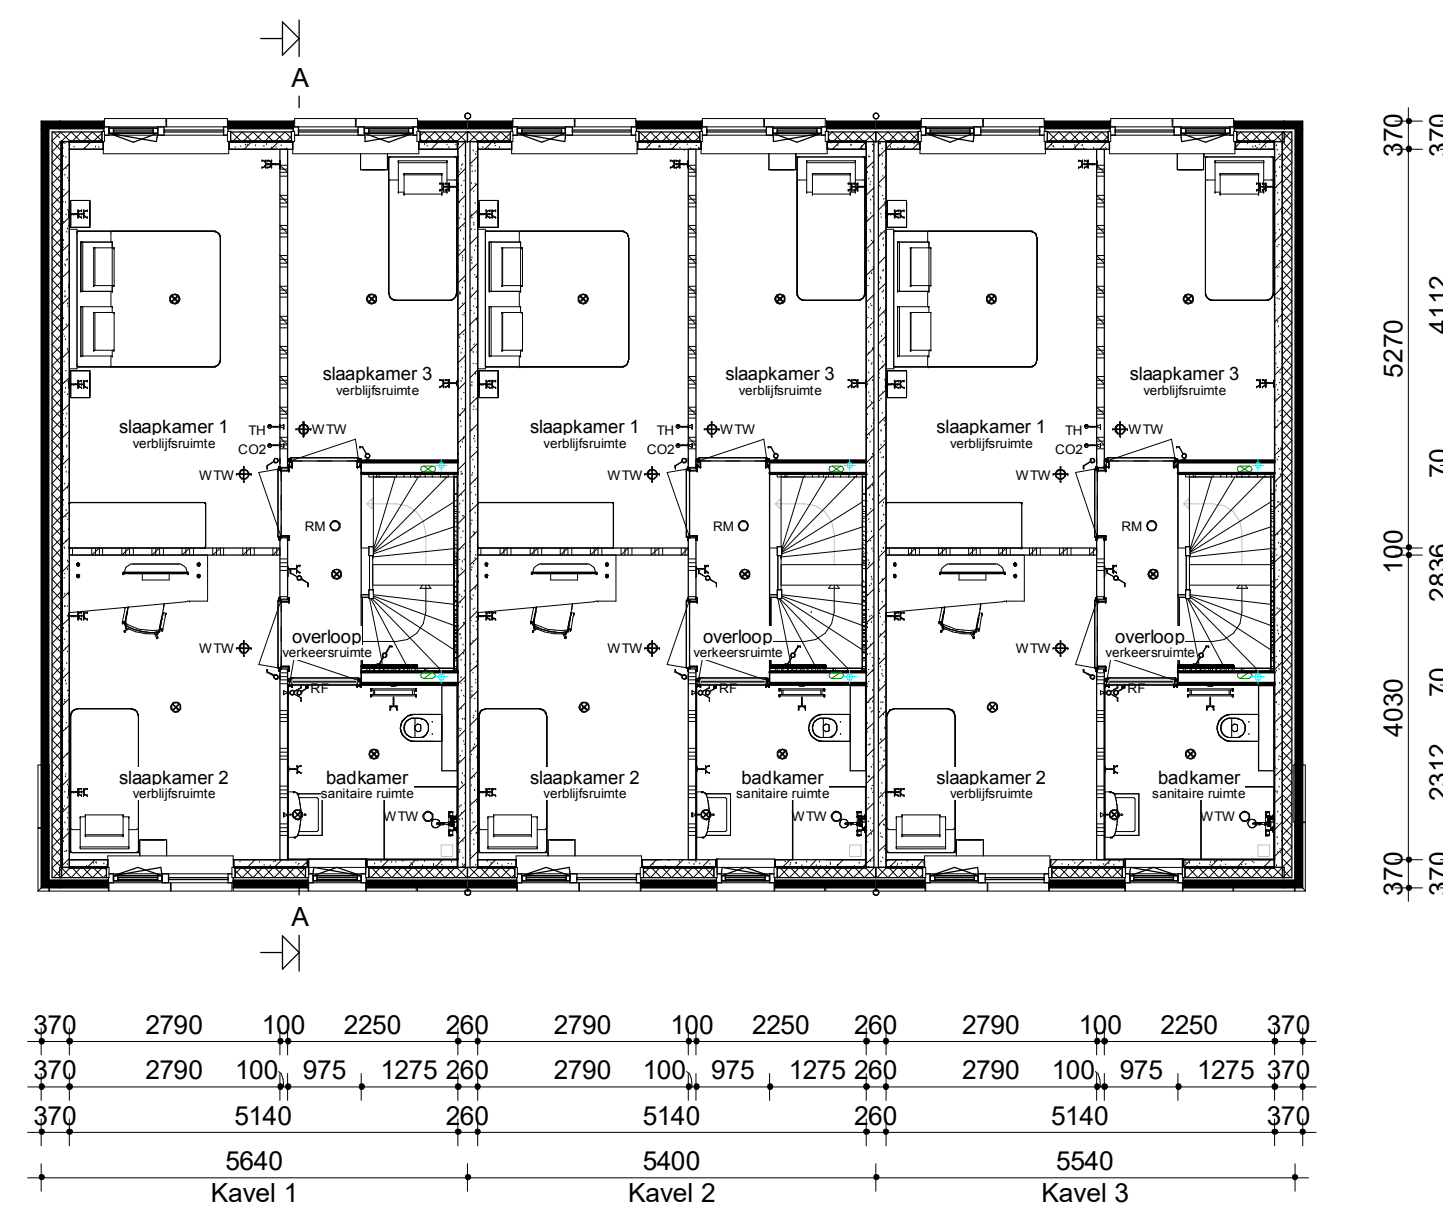 A
slaapkamer 3
verblijfsruimte
slaapkamer 3
verblijfsruimte
slaapkamer 3
verblijfsruimte
slaapkamer 1
verblijfsruimte
TH
CO2
WTW
slaapkamer 1
verblijfsruimte
TH
CO2
WTW
slaapkamer 1
verblijfsruimte
TH
CO2
WTW
WTW
WTW
WTW
RM
RM
RM
WTW
overloop
verkeersruimte
WTW
overloop
verkeersruimte
WTW
overloop
verkeersruimte
RF
RF
RF
slaapkamer 2
verblijfsruimte
badkamer
sanitaire ruimte
slaapkamer 2
verblijfsruimte
badkamer
sanitaire ruimte
slaapkamer 2
verblijfsruimte
badkamer
sanitaire ruimte
WTW
WTW
WTW
A
370 5270 100 4030 370
370 4112 70 2836 70 2312 370
370 2790 100 2250 260 2790 100 2250 260 2790 100 2250 370
370 2790 100 975 1275 260 2790 100 975 1275 260 2790 100 975 1275 370
370 5140 260 5140 260 5140 370
5640 5400 5540
Kavel 1 Kavel 2 Kavel 3